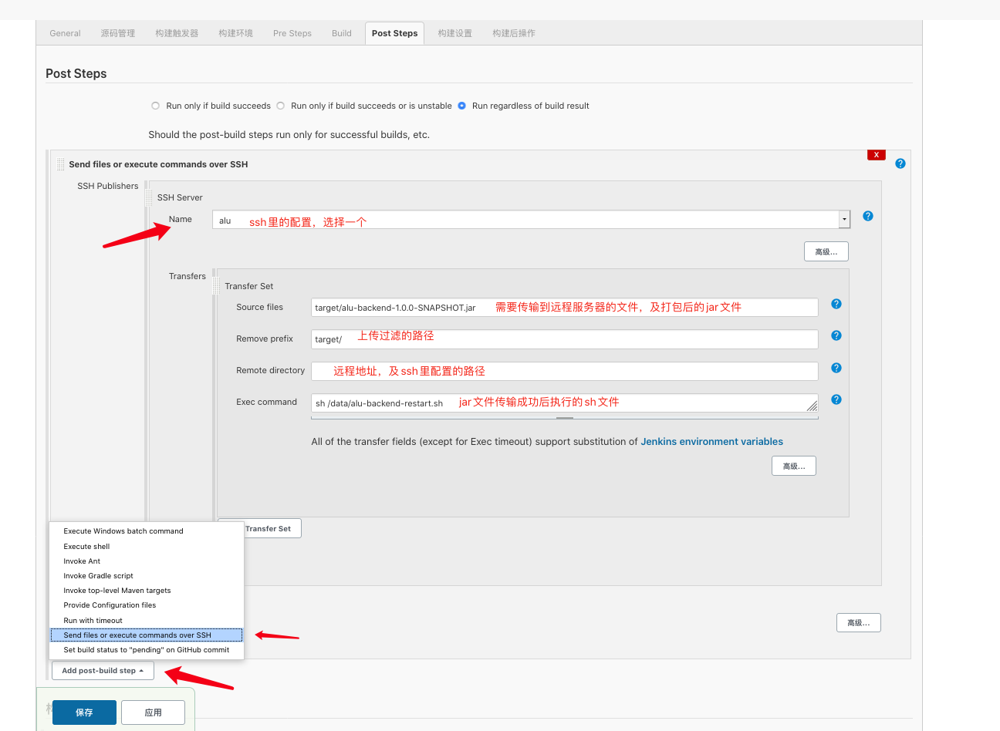 General 源码管理 构建触发器 构建环境 Pre Steps Build Post Steps 构建设置 构建后操作
Post Steps
Run only if build succeeds Run only if build succeeds or is unstable Run regardless of build result
Should the post-build steps run only for successful builds, etc.
X
Send files or execute commands over SSH
SSH Publishers
SSH Server
Name alu ssh里的配置，选择一个
高级...
Transfers
Transfer Set
Source files target/alu-backend-1.0.0-SNAPSHOT.jar 需要传输到远程服务器的文件，及打包后的jar文件
Remove prefix target/ 上传过滤的路径
Remote directory 远程地址，及ssh里配置的路径
Exec command sh /data/alu-backend-restart.sh jar文件传输成功后执行的sh文件
All of the transfer fields (except for Exec timeout) support substitution of Jenkins environment variables
高级...
Transfer Set
Execute Windows batch command
Execute shell
Invoke Ant
Invoke Gradle script
Invoke top-level Maven targets
Provide Configuration files
Run with timeout
高级...
Send files or execute commands over SSH
Set build status to "pending" on GitHub commit
Add post-build step
保存 应用